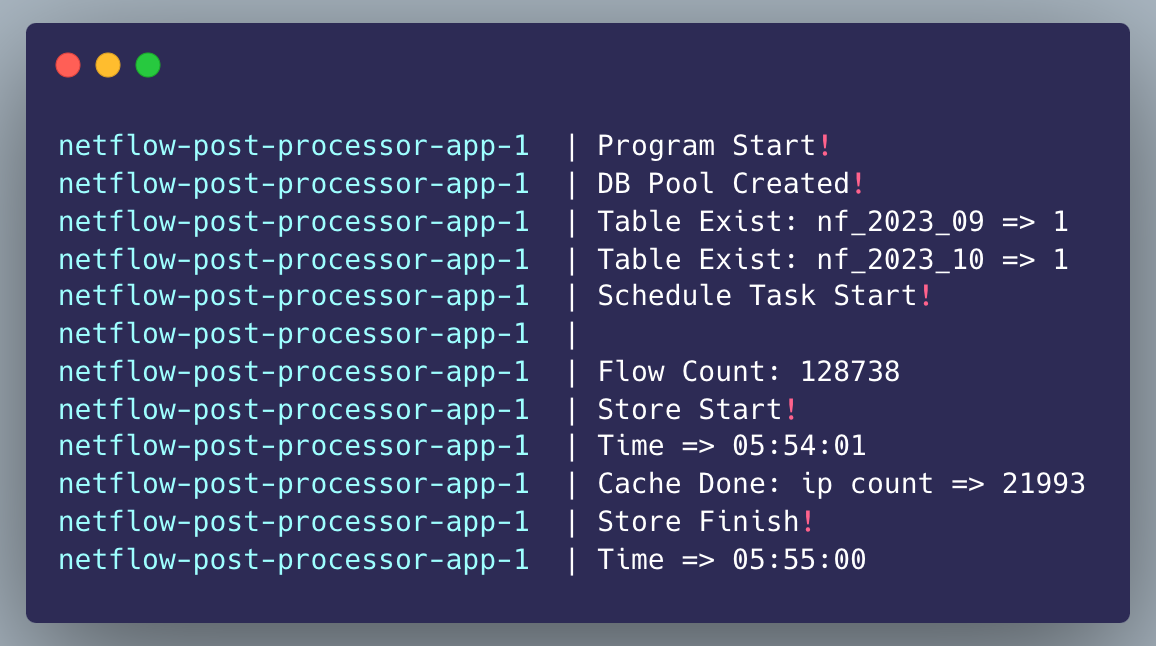 netflow-post-processor-app-1  | Program Start!
netflow-post-processor-app-1  | DB Pool Created!
netflow-post-processor-app-1  | Table Exist: nf_2023_09 => 1
netflow-post-processor-app-1  | Table Exist: nf_2023_10 => 1
netflow-post-processor-app-1  | Schedule Task Start!
netflow-post-processor-app-1  |
netflow-post-processor-app-1  | Flow Count: 128738
netflow-post-processor-app-1  | Store Start!
netflow-post-processor-app-1  | Time => 05:54:01
netflow-post-processor-app-1  | Cache Done: ip count => 21993
netflow-post-processor-app-1  | Store Finish!
netflow-post-processor-app-1  | Time => 05:55:00